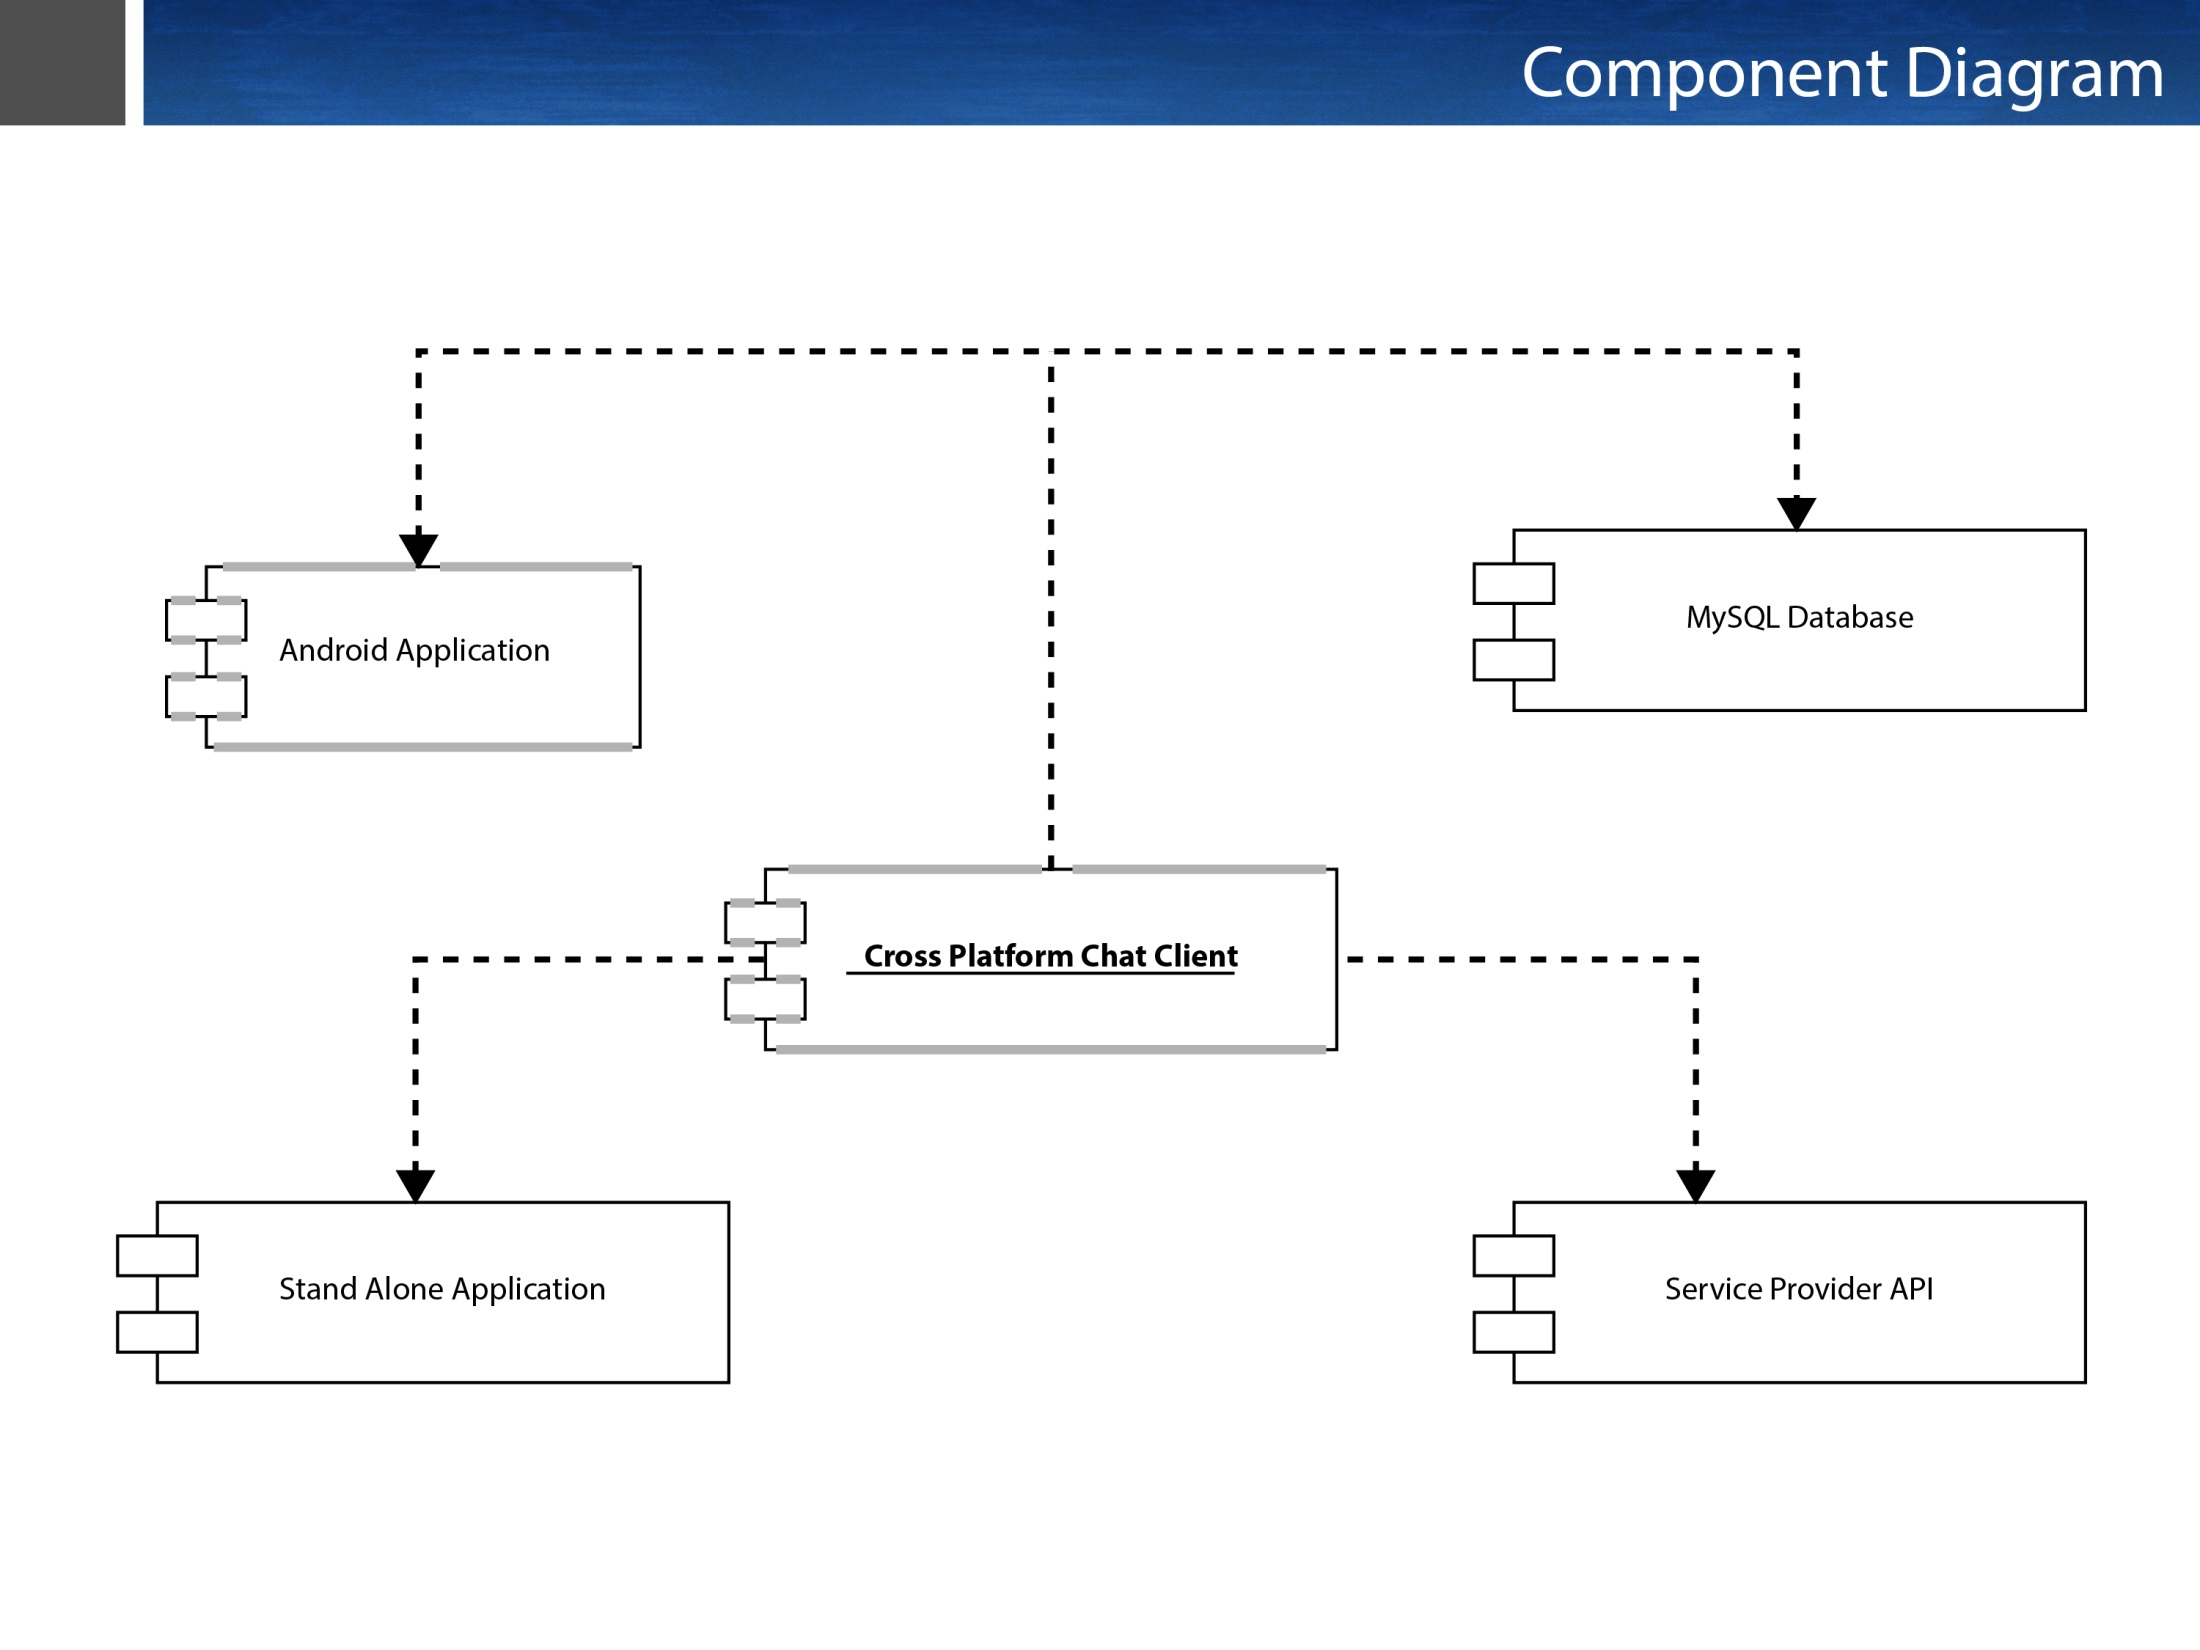 Component Diagram
Android Application
MySQL Database
Cross Platform Chat Client
Stand Alone Application
Service Provider API